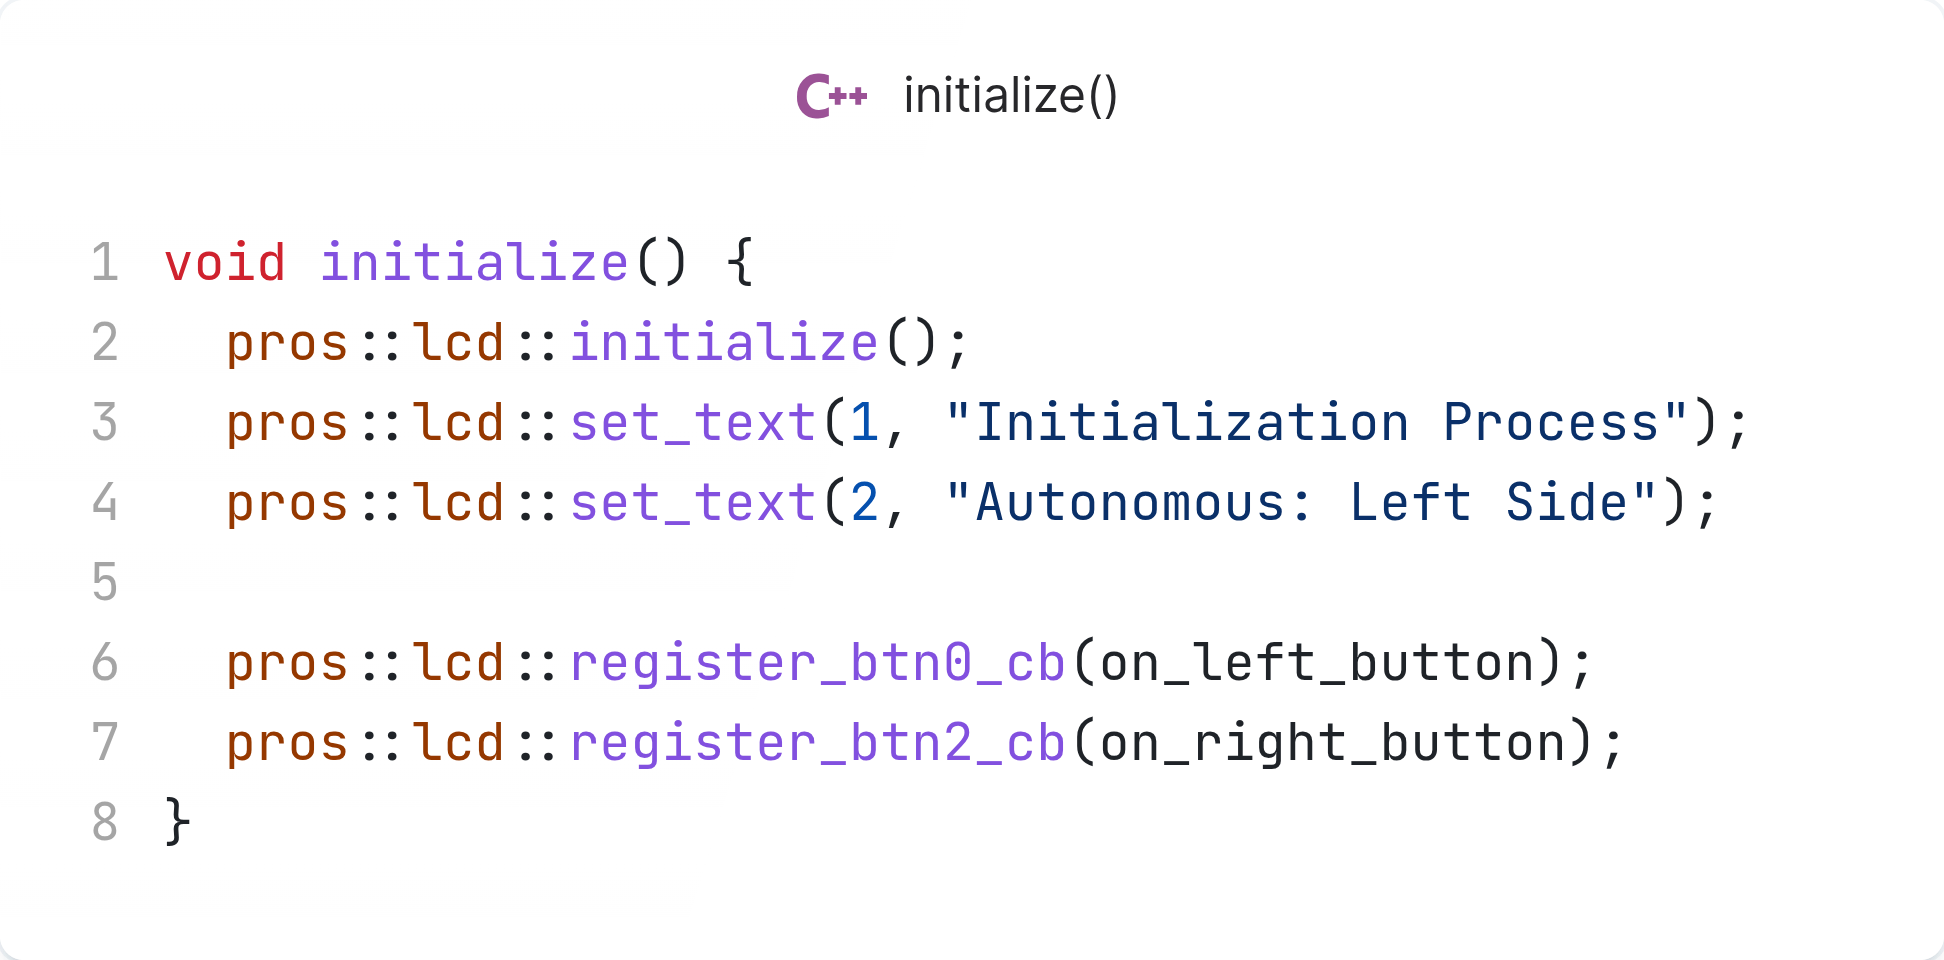 C++ initialize()
1 void initialize() {
2   pros::lcd::initialize();
3   pros::lcd::set_text(1, "Initialization Process");
4   pros::lcd::set_text(2, "Autonomous: Left Side");
5
6   pros::lcd::register_btn0_cb(on_left_button);
7   pros::lcd::register_btn2_cb(on_right_button);
8 }